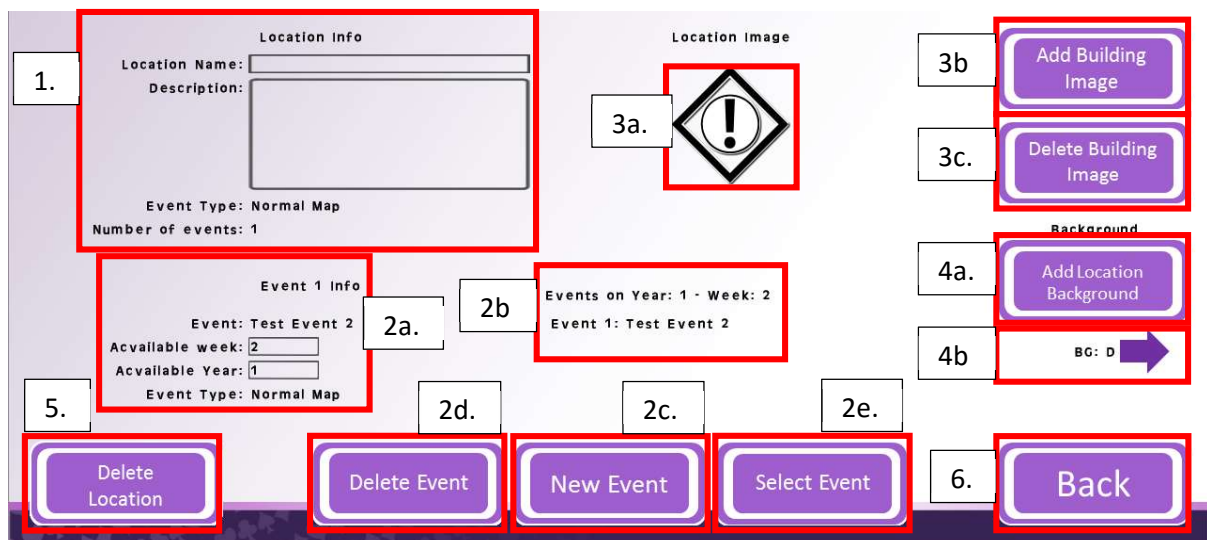 1.
Location Info
Location Name:
Description:
Event Type: Normal Map
Number of events: 1
Location Image
3a.
3b
Add Building
Image
3c.
Delete Building
Image
Background
4a.
Add Location
Background
4b
BG: D
Event 1 Info
2a.
Event: Test Event 2
Acvailable week: 2
Acvailable Year: 1
Event Type: Normal Map
2b
Events on Year: 1 - Week: 2
Event 1: Test Event 2
5.
Delete
Location
2d.
Delete Event
2c.
New Event
2e.
Select Event
6.
Back